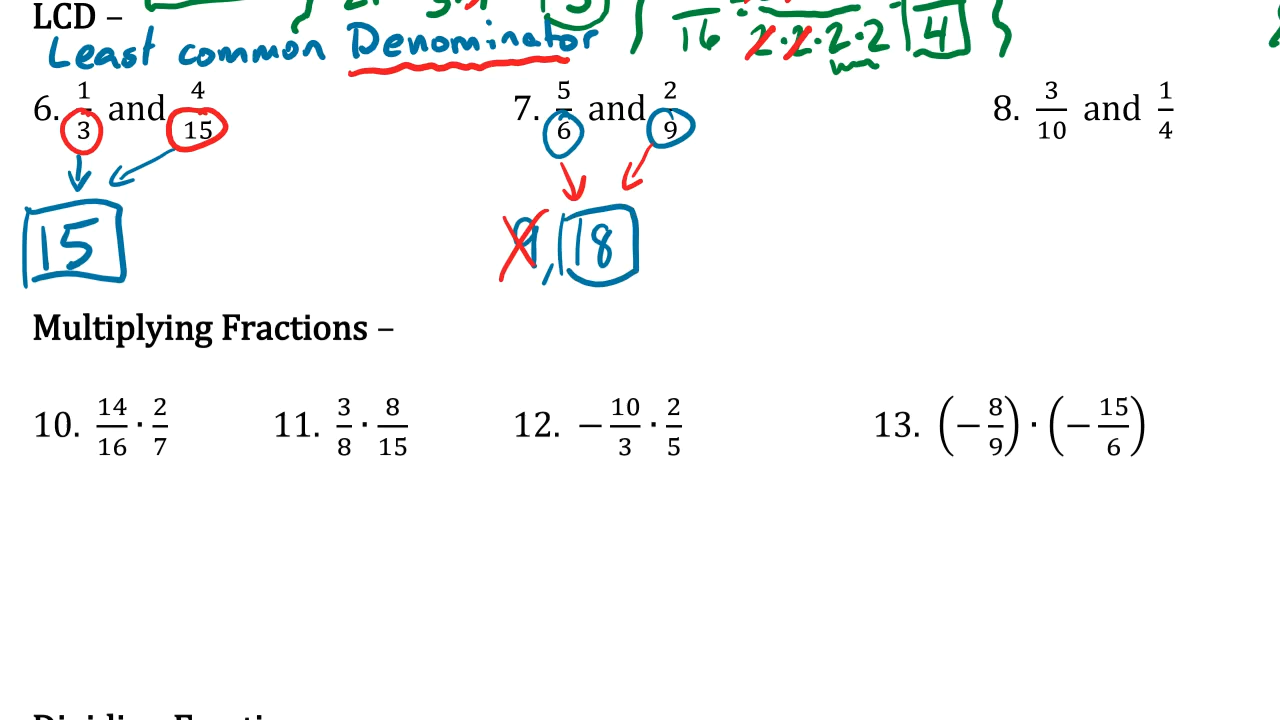 LCD –
Least common Denominator
16 2·2·2·2 4
6. 1/3 and 4/15
7. 5/6 and 2/9
8. 3/10 and 1/4
15
9, 18
Multiplying Fractions –
10. 14/16 · 2/7
11. 3/8 · 8/15
12. −10/3 · 2/5
13. (−8/9) · (−15/6)